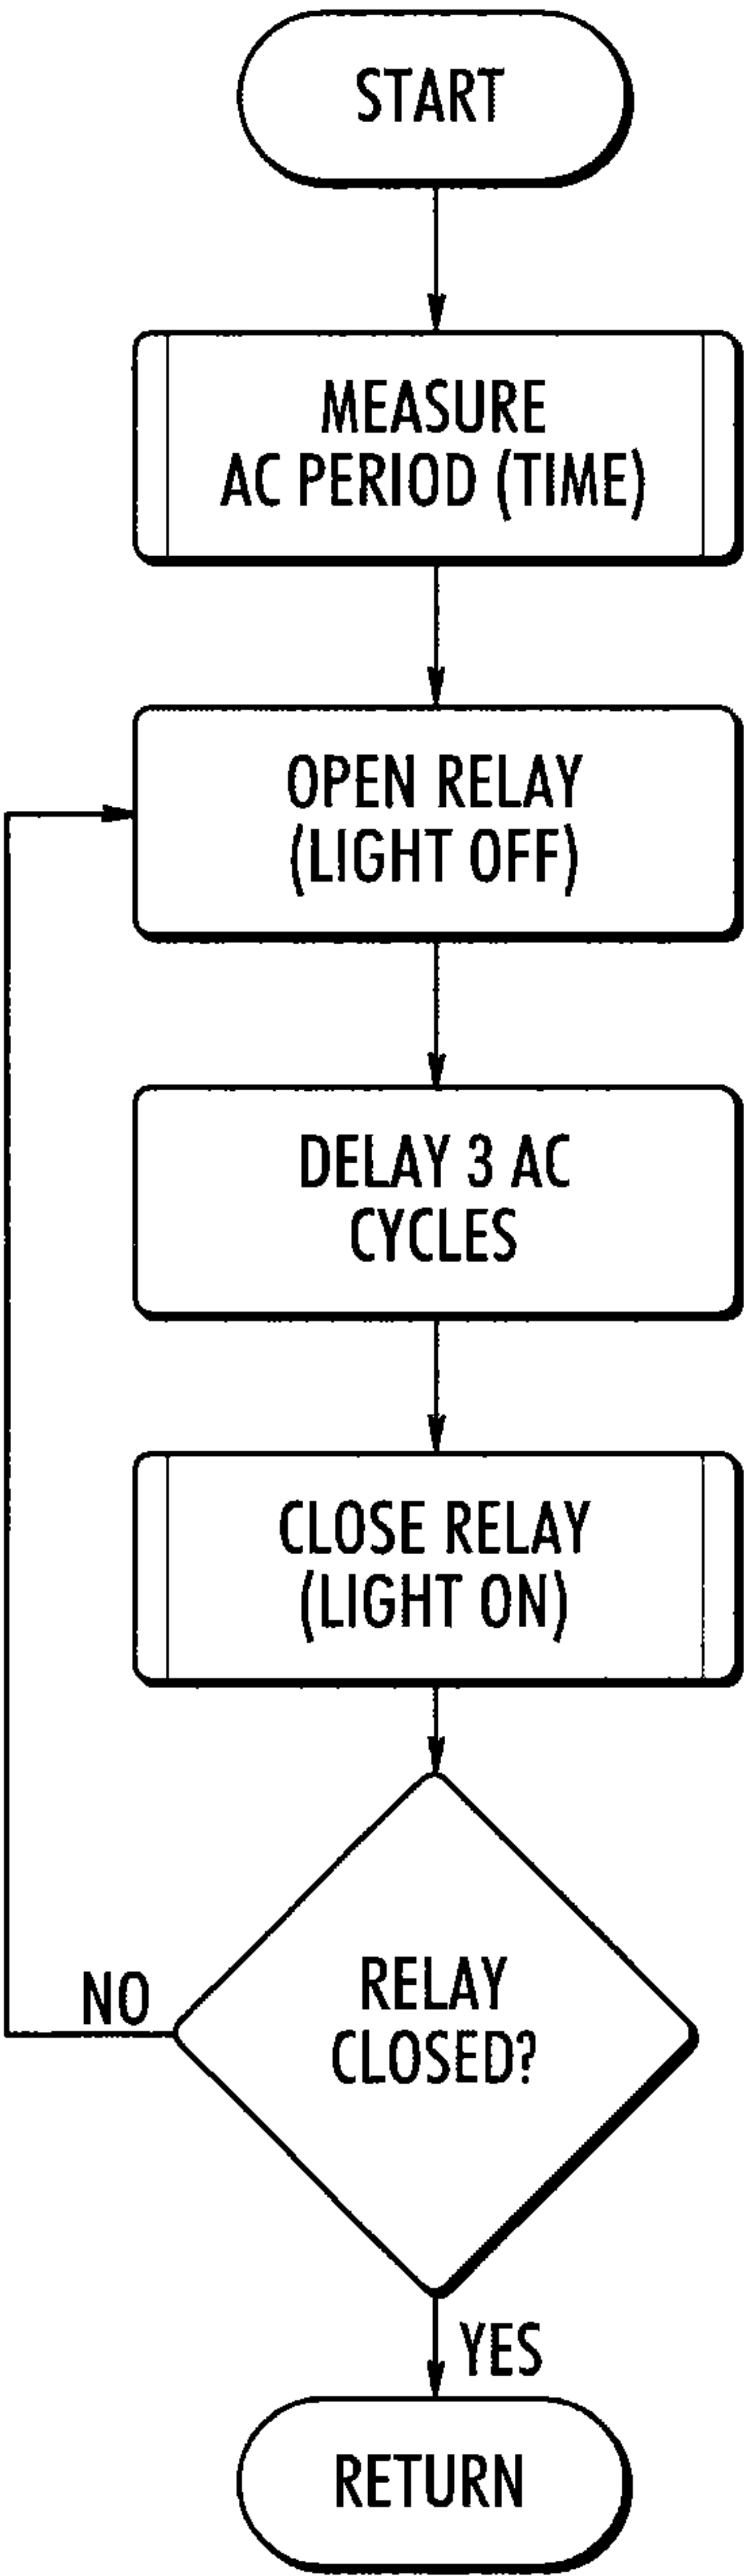 START
MEASURE
AC PERIOD (TIME)
OPEN RELAY
(LIGHT OFF)
DELAY 3 AC
CYCLES
CLOSE RELAY
(LIGHT ON)
RELAY
CLOSED?
NO
YES
RETURN